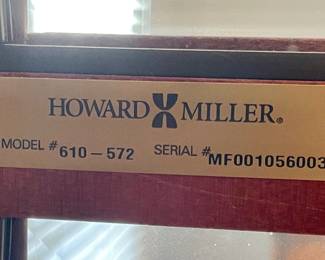 HOWARD MILLER®
MODEL # 610-572 SERIAL # MF001056003